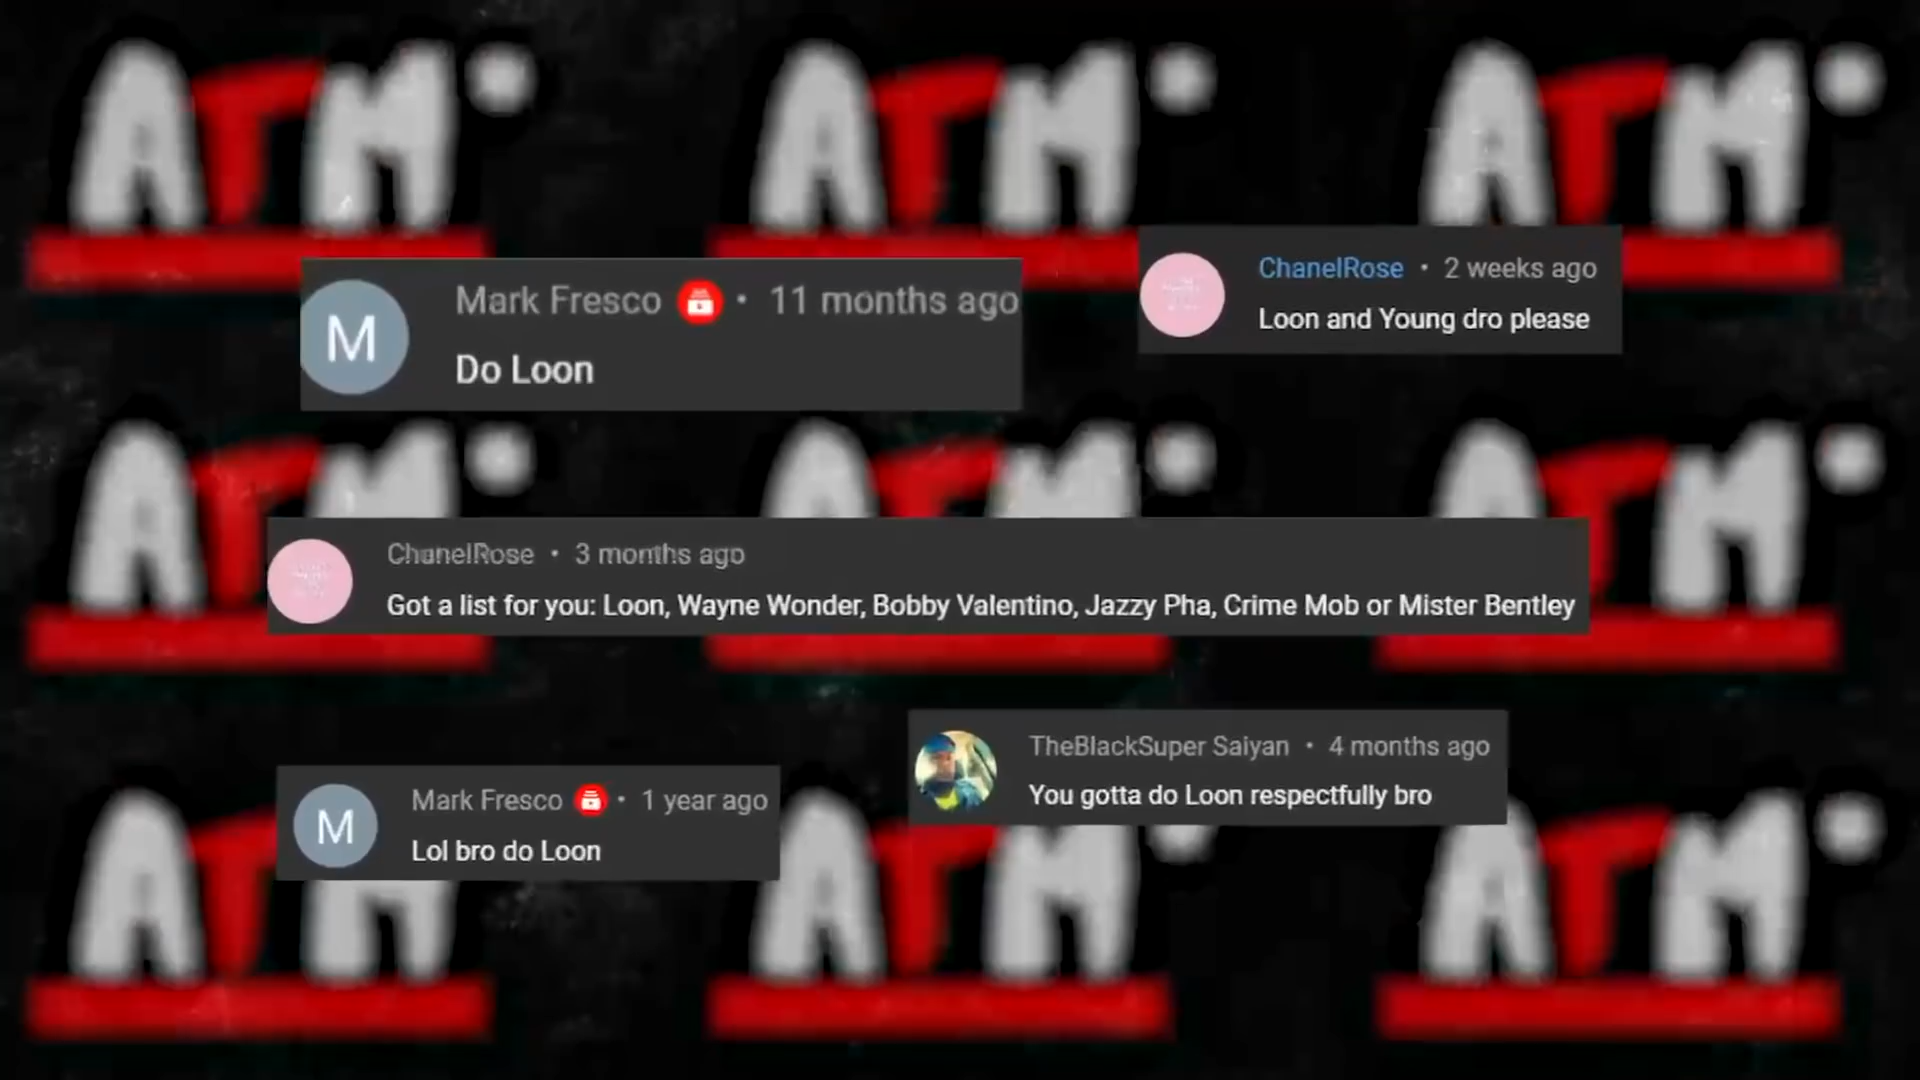 ATM
ATM
ATM
Mark Fresco • 11 months ago
Do Loon
ChanelRose • 2 weeks ago
Loon and Young dro please
ATM
ATM
ATM
ChanelRose • 3 months ago
Got a list for you: Loon, Wayne Wonder, Bobby Valentino, Jazzy Pha, Crime Mob or Mister Bentley
TheBlackSuper Saiyan • 4 months ago
You gotta do Loon respectfully bro
M
Mark Fresco • 1 year ago
Lol bro do Loon
M
ATM
ATM
ATM